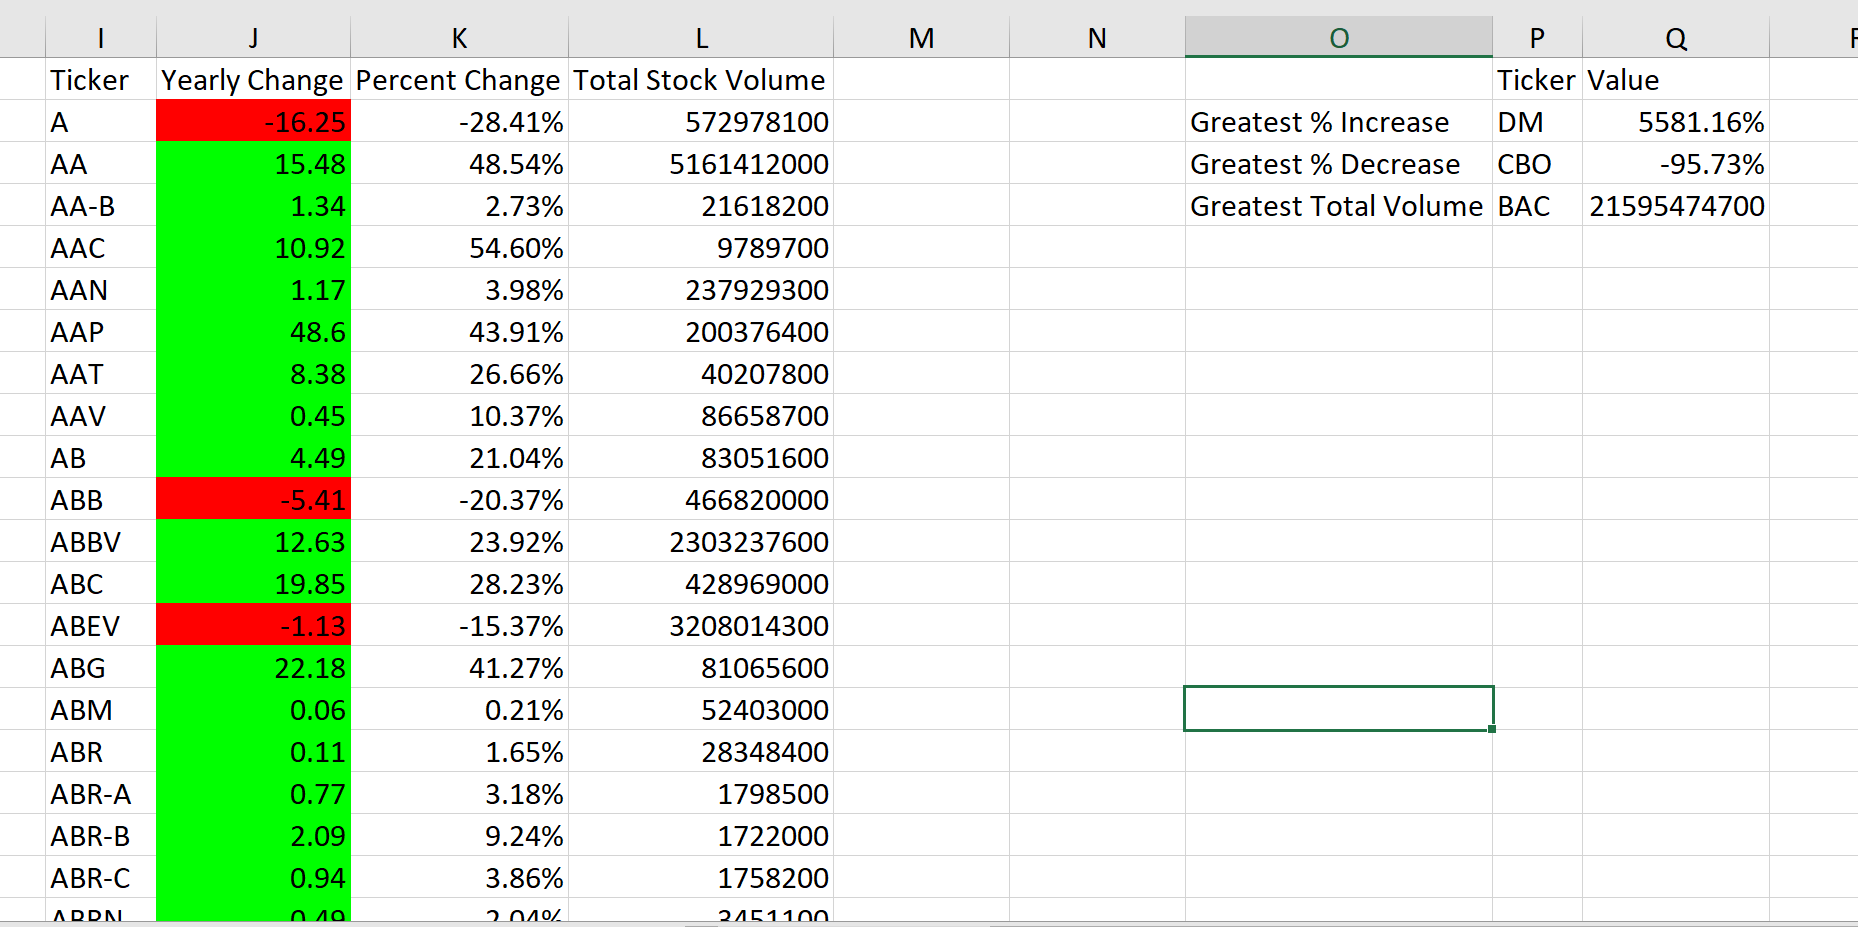 I J K L M N O P Q
Ticker Yearly Change Percent Change Total Stock Volume Ticker Value
A -16.25 -28.41% 572978100 Greatest % Increase DM 5581.16%
AA 15.48 48.54% 5161412000 Greatest % Decrease CBO -95.73%
AA-B 1.34 2.73% 21618200 Greatest Total Volume BAC 21595474700
AAC 10.92 54.60% 9789700
AAN 1.17 3.98% 237929300
AAP 48.6 43.91% 200376400
AAT 8.38 26.66% 40207800
AAV 0.45 10.37% 86658700
AB 4.49 21.04% 83051600
ABB -5.41 -20.37% 466820000
ABBV 12.63 23.92% 2303237600
ABC 19.85 28.23% 428969000
ABEV -1.13 -15.37% 3208014300
ABG 22.18 41.27% 81065600
ABM 0.06 0.21% 52403000
ABR 0.11 1.65% 28348400
ABR-A 0.77 3.18% 1798500
ABR-B 2.09 9.24% 1722000
ABR-C 0.94 3.86% 1758200
ABRN 0.49 2.04% 3451100